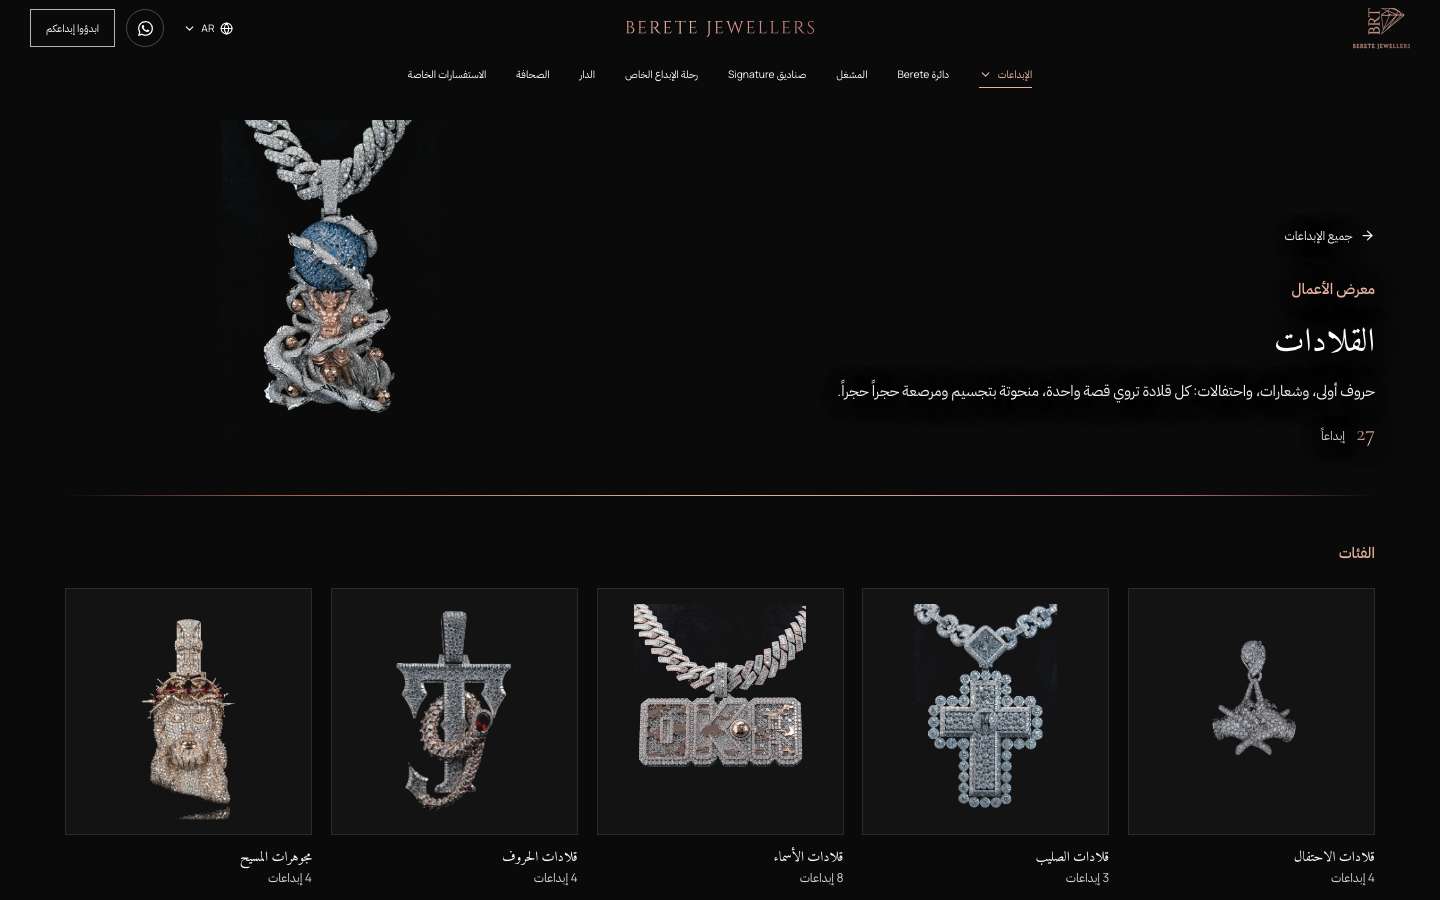 BRT
BERETE JEWELLERS
BERETE JEWELLERS
AR
ابدؤوا إبداعكم
الإبداعات
دائرة Berete
المشغل
صناديق Signature
رحلة الإبداع الخاص
الدار
الصحافة
الاستفسارات الخاصة
جميع الإبداعات
معرض الأعمال
القلادات
حروف أولى، وشعارات، واحتفالات: كل قلادة تروي قصة واحدة، منحوتة بتجسيم ومرصعة حجراً حجراً.
27 إبداعاً
الفئات
قلادات الاحتفال
4 إبداعات
قلادات الصليب
3 إبداعات
قلادات الأسماء
8 إبداعات
قلادات الحروف
4 إبداعات
مجوهرات المسيح
4 إبداعات